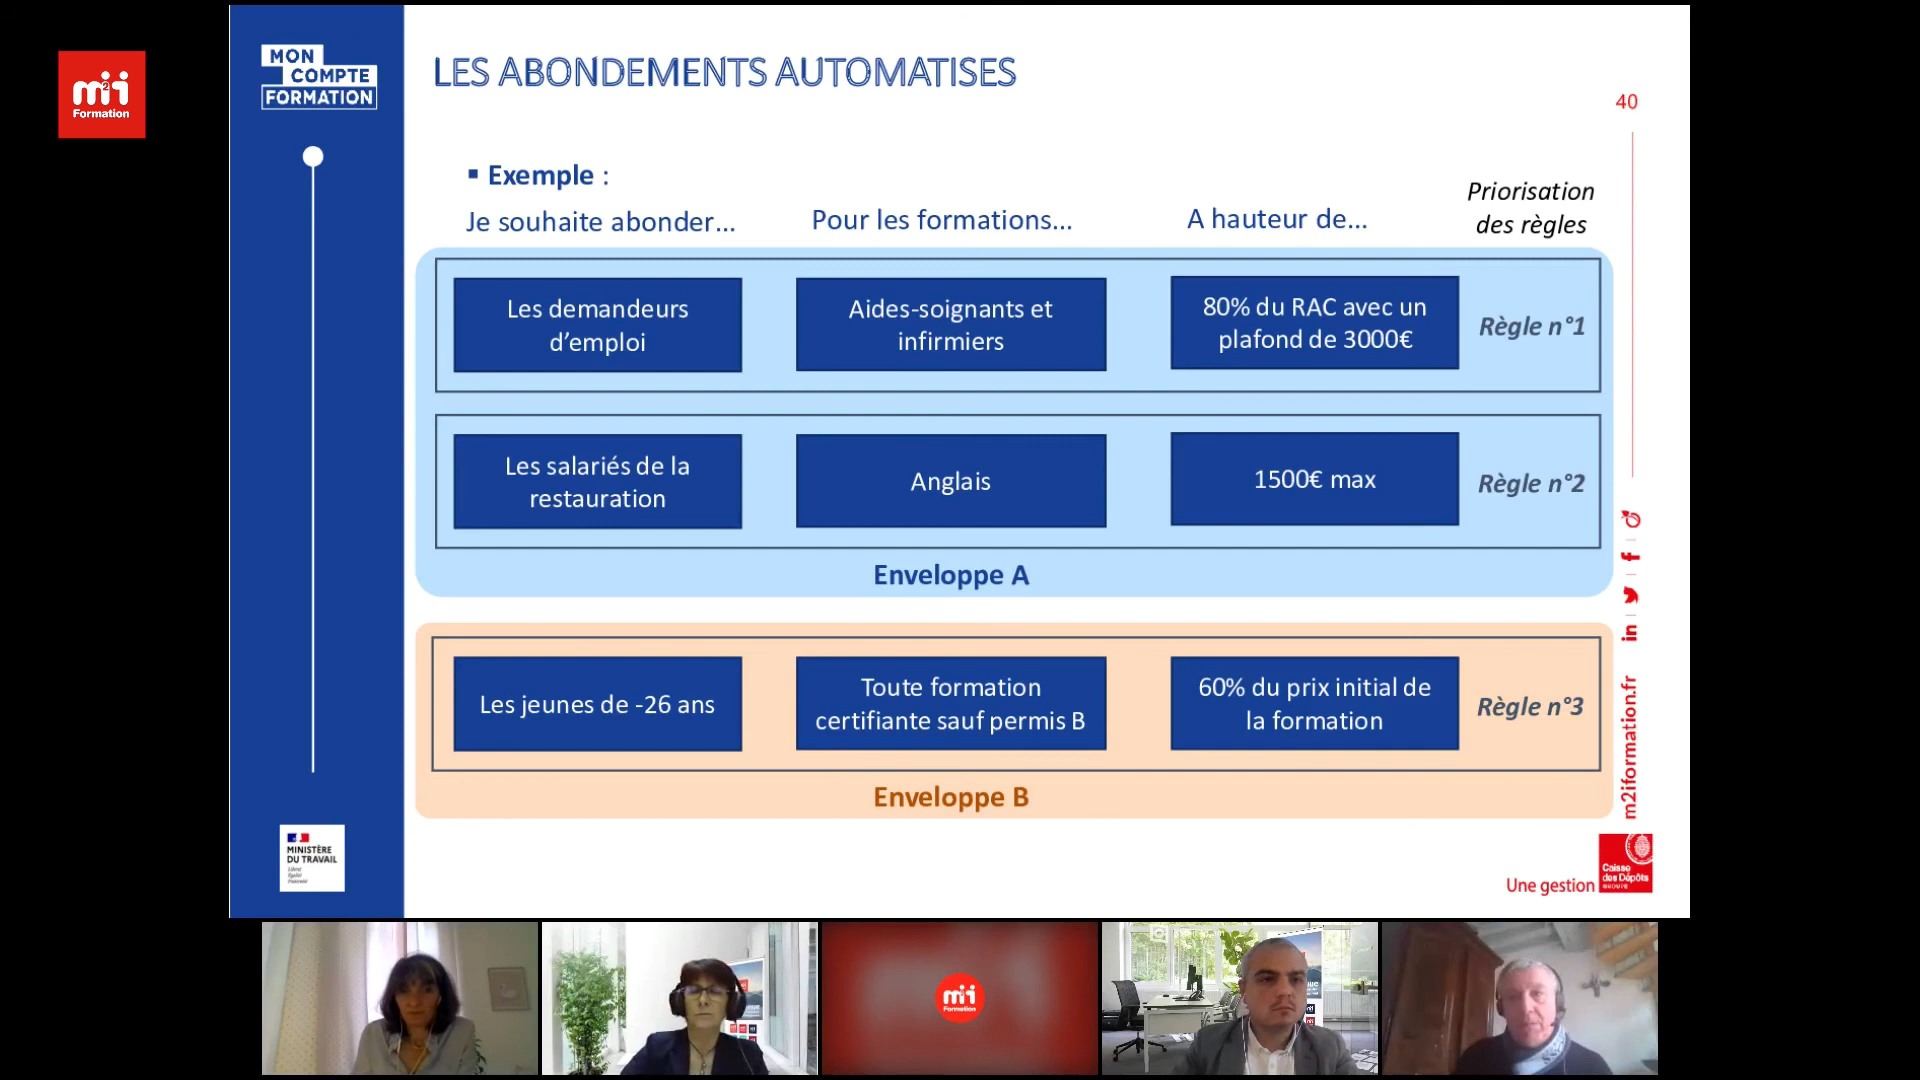 m2i
Formation
MON
COMPTE
FORMATION
LES ABONDEMENTS AUTOMATISES
40
▪ Exemple :
Je souhaite abonder...
Pour les formations...
A hauteur de...
Priorisation
des règles
Les demandeurs
d’emploi
Aides-soignants et
infirmiers
80% du RAC avec un
plafond de 3000€
Règle n°1
Les salariés de la
restauration
Anglais
1500€ max
Règle n°2
Enveloppe A
Les jeunes de -26 ans
Toute formation
certifiante sauf permis B
60% du prix initial de
la formation
Règle n°3
Enveloppe B
m2iformation.fr
MINISTÈRE
DU TRAVAIL
Liberté
Égalité
Fraternité
Une gestion
Caisse
des Dépôts
GROUPE
m2i
Formation